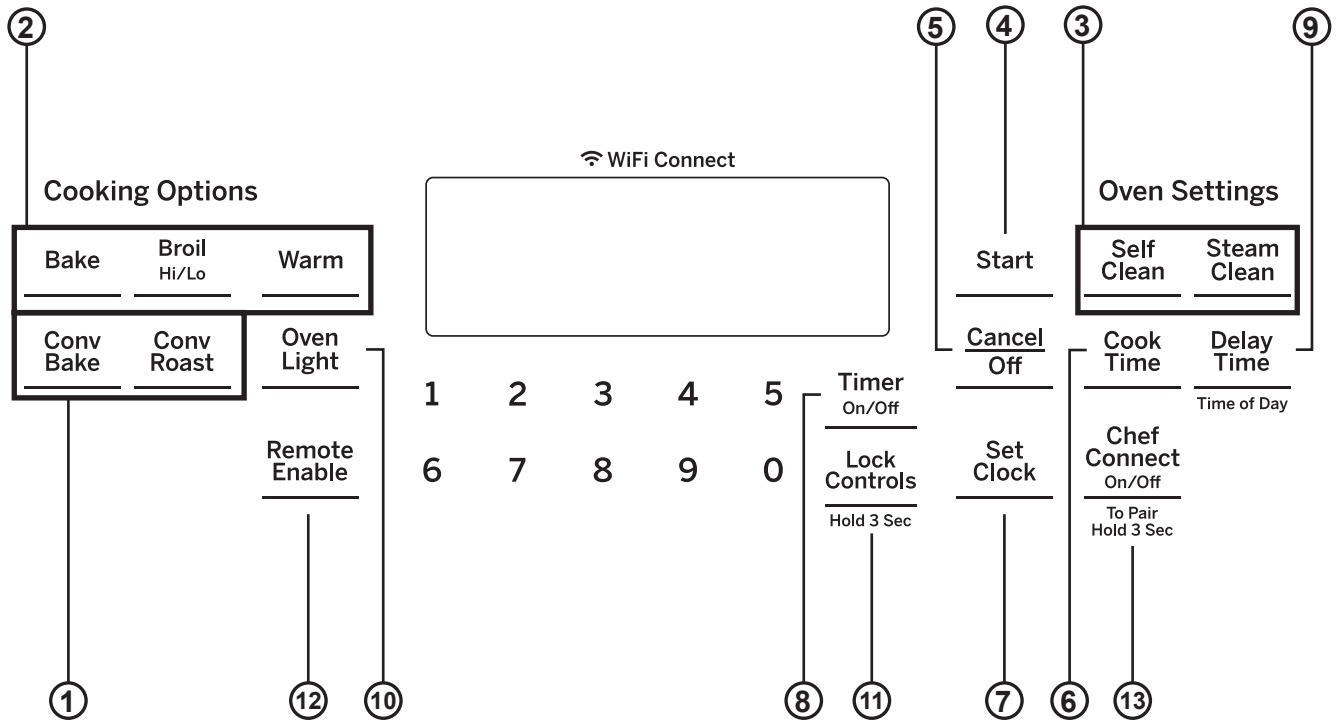 2
5
4
3
9
WiFi Connect
Cooking Options
Oven Settings
Bake
Broil
Hi/Lo
Warm
Start
Self
Clean
Steam
Clean
Conv
Bake
Conv
Roast
Oven
Light
Cancel
Off
Cook
Time
Delay
Time
Time of Day
1 2 3 4 5
Timer
On/Off
Remote
Enable
6 7 8 9 0
Lock
Controls
Hold 3 Sec
Set
Clock
Chef
Connect
On/Off
To Pair
Hold 3 Sec
1
12
10
8
11
7
6
13